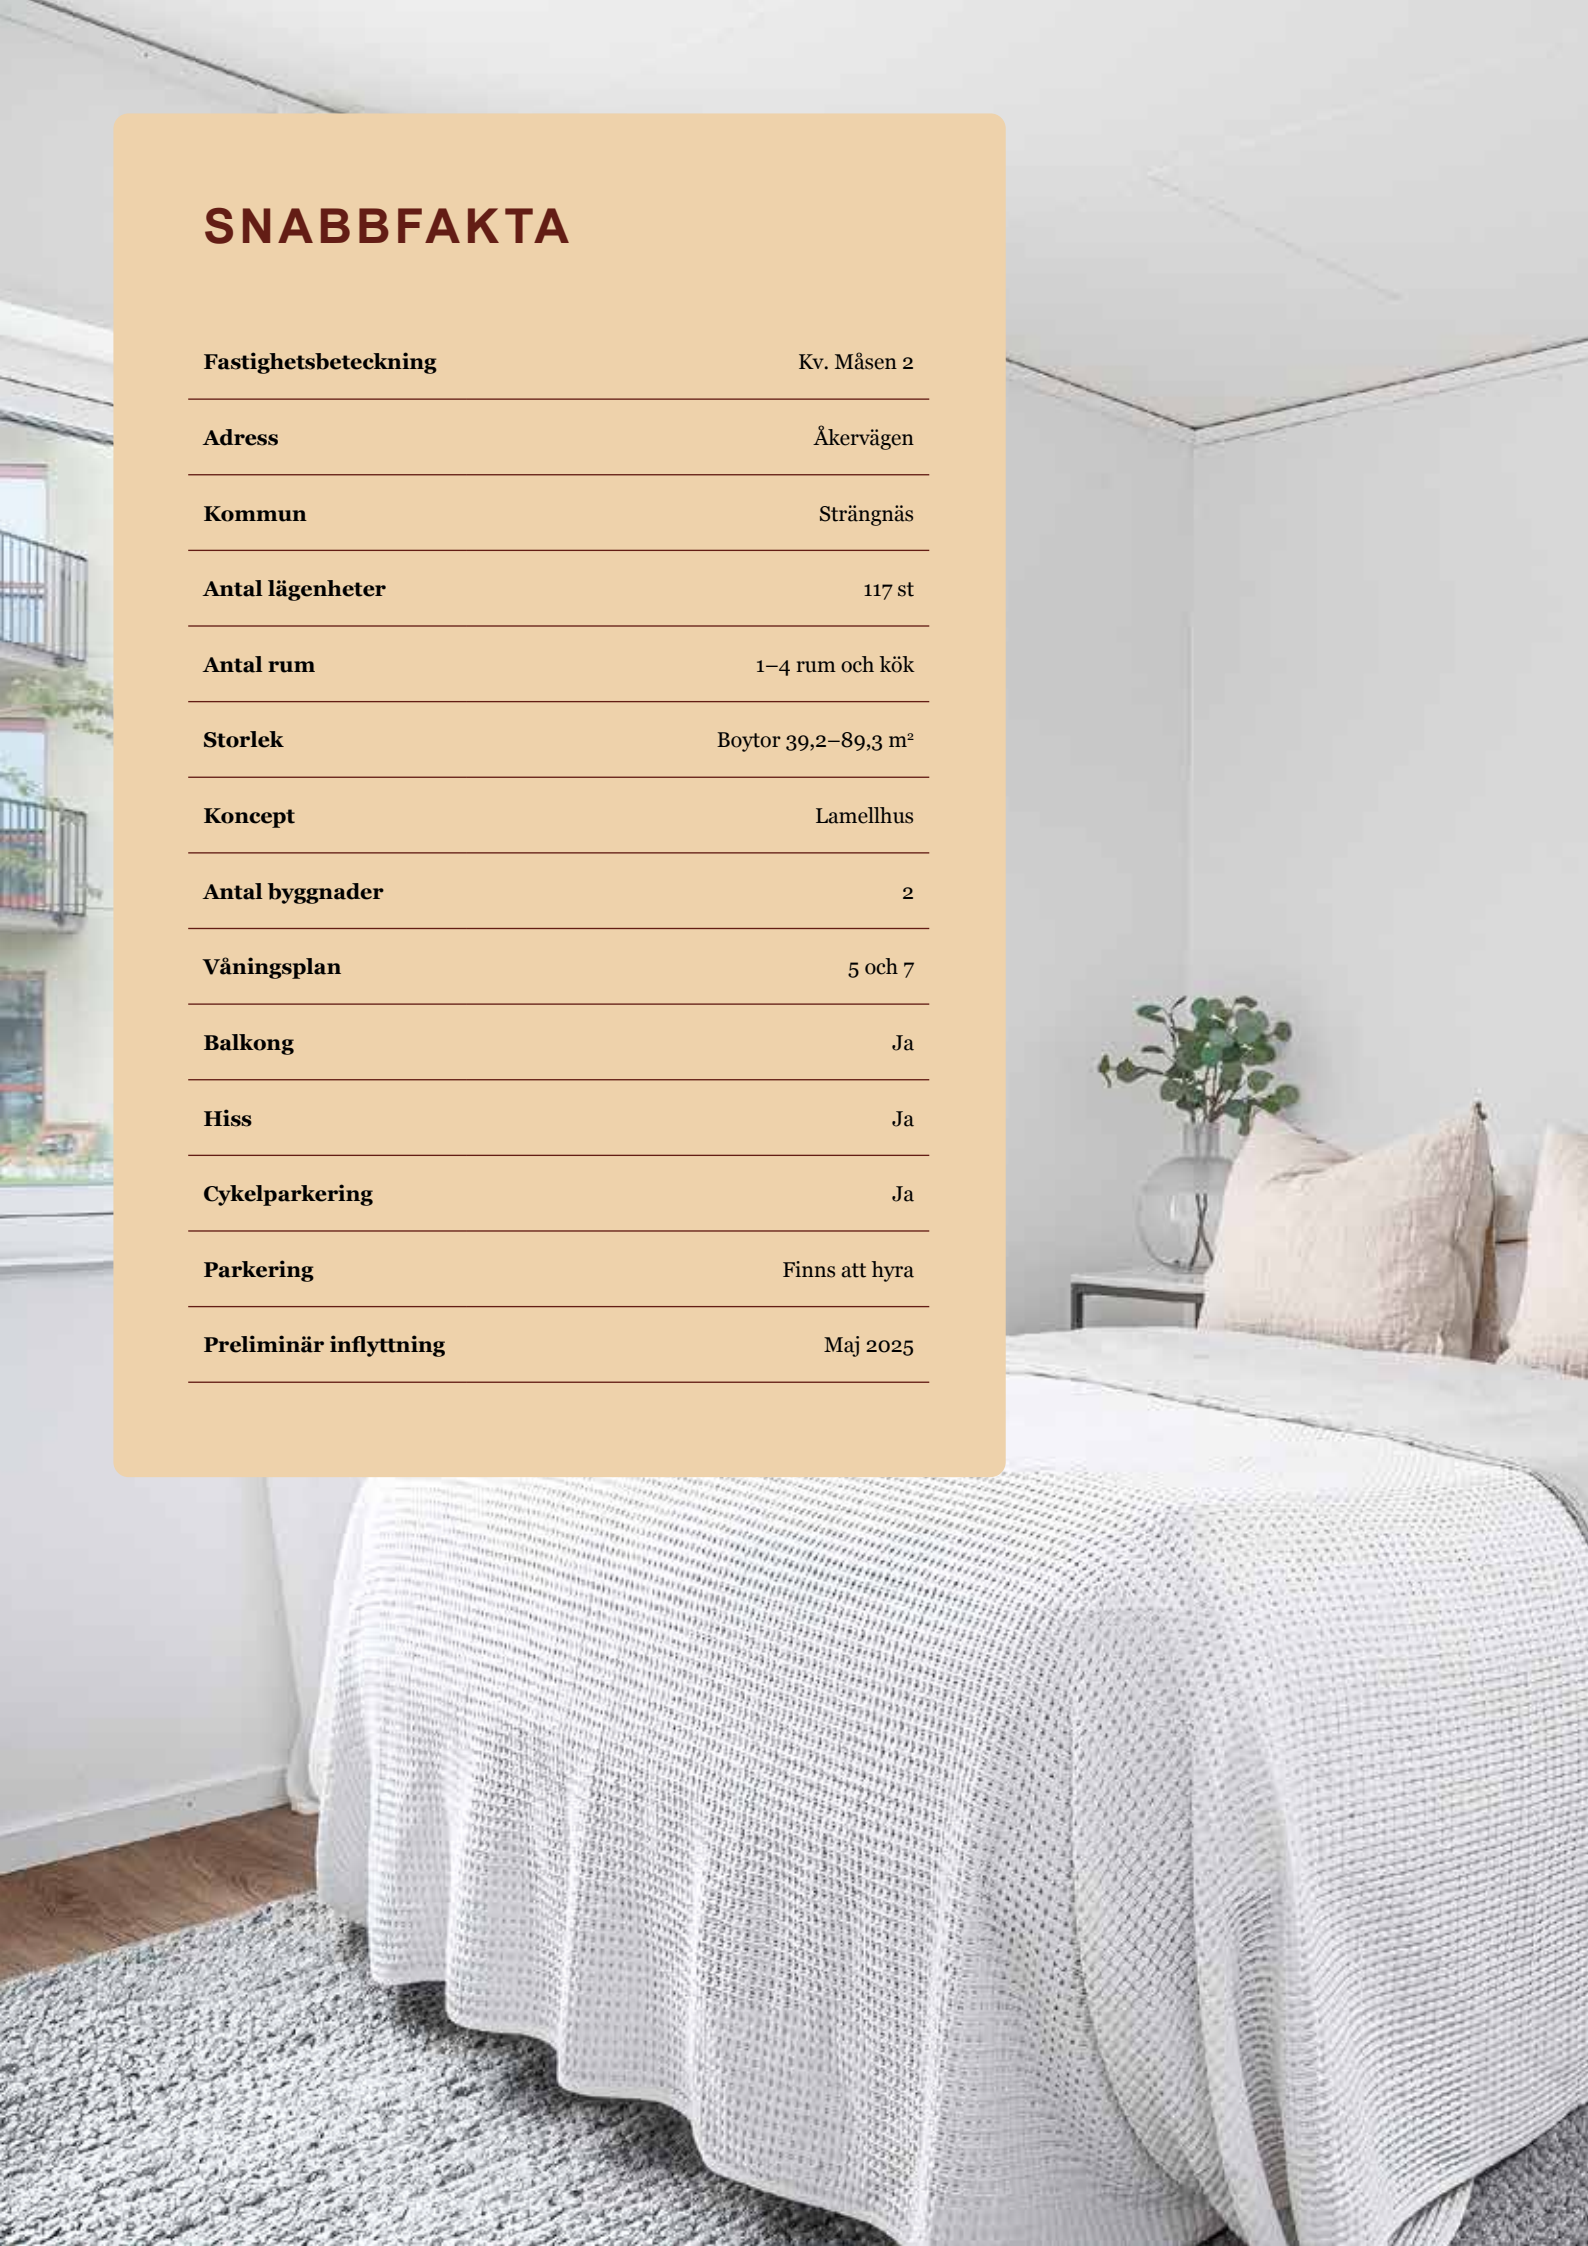 SNABBFAKTA
Fastighetsbeteckning Kv. Måsen 2
Adress Åkervägen
Kommun Strängnäs
Antal lägenheter 117 st
Antal rum 1–4 rum och kök
Storlek Boytor 39,2–89,3 m²
Koncept Lamellhus
Antal byggnader 2
Våningsplan 5 och 7
Balkong Ja
Hiss Ja
Cykelparkering Ja
Parkering Finns att hyra
Preliminär inflyttning Maj 2025